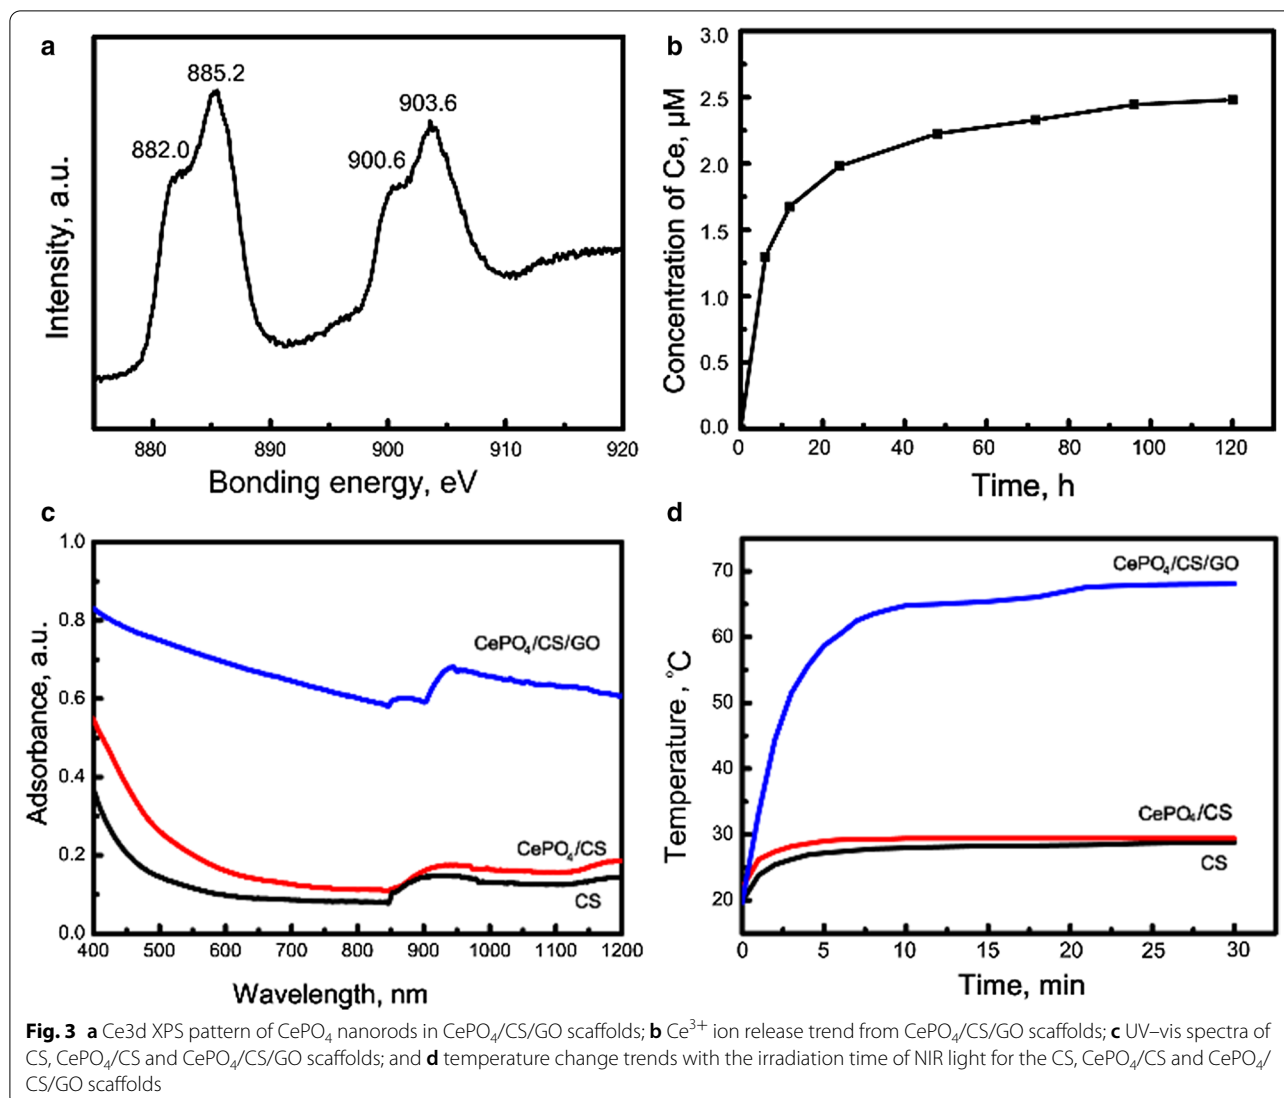 a
885.2
903.6
882.0
900.6
Intensity, a.u.
880
890
900
910
920
Bonding energy, eV
b
3.0
2.5
2.0
1.5
1.0
0.5
0.0
Concentration of Ce, µM
0
20
40
60
80
100
120
Time, h
c
1.0
0.8
0.6
0.4
0.2
0.0
Adsorbance, a.u.
CePO₄/CS/GO
CePO₄/CS
CS
400
500
600
700
800
900
1000
1100
1200
Wavelength, nm
d
70
60
50
40
30
20
Temperature, °C
CePO₄/CS/GO
CePO₄/CS
CS
0
5
10
15
20
25
30
Time, min
Fig. 3 a Ce3d XPS pattern of CePO₄ nanorods in CePO₄/CS/GO scaffolds; b Ce³⁺ ion release trend from CePO₄/CS/GO scaffolds; c UV–vis spectra of
CS, CePO₄/CS and CePO₄/CS/GO scaffolds; and d temperature change trends with the irradiation time of NIR light for the CS, CePO₄/CS and CePO₄/
CS/GO scaffolds